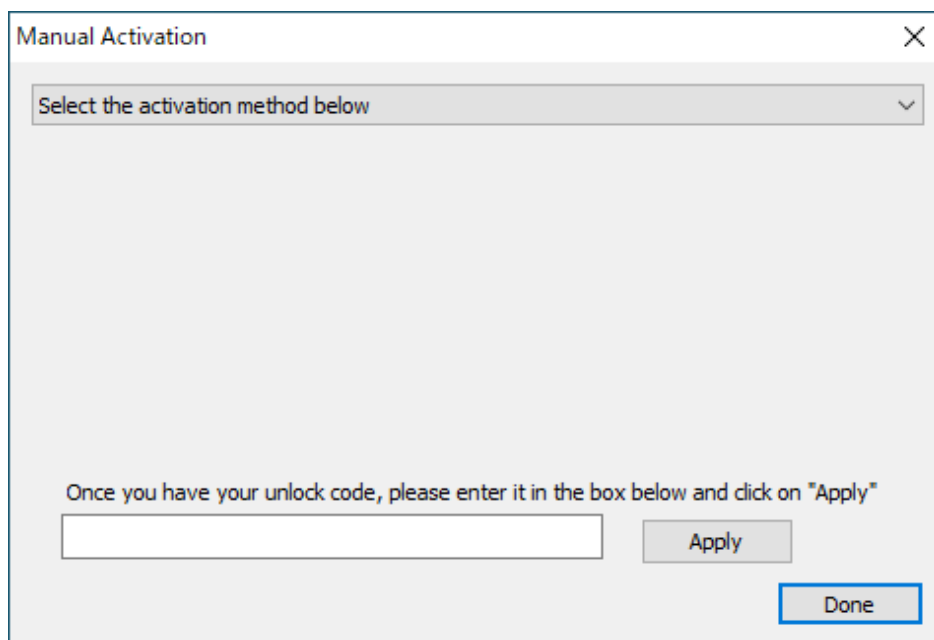 Manual Activation
Select the activation method below
Once you have your unlock code, please enter it in the box below and click on "Apply"
Apply
Done